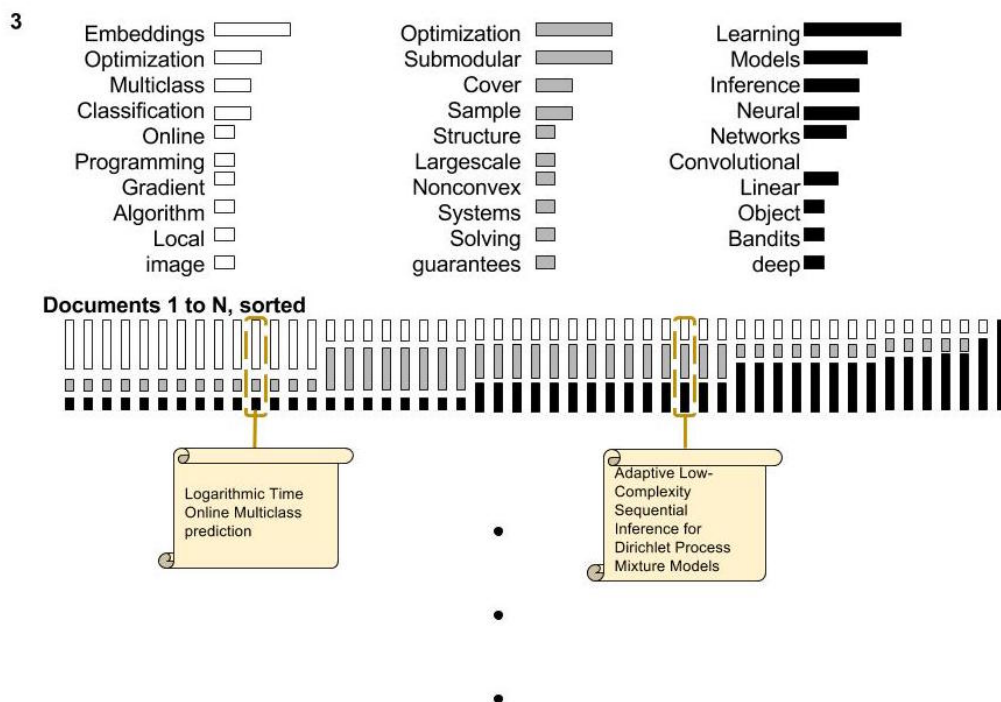 3
Embeddings
Optimization
Multiclass
Classification
Online
Programming
Gradient
Algorithm
Local
image
Optimization
Submodular
Cover
Sample
Structure
Largescale
Nonconvex
Systems
Solving
guarantees
Learning
Models
Inference
Neural
Networks
Convolutional
Linear
Object
Bandits
deep
Documents 1 to N, sorted
Logarithmic Time
Online Multiclass
prediction
Adaptive Low-
Complexity
Sequential
Inference for
Dirichlet Process
Mixture Models